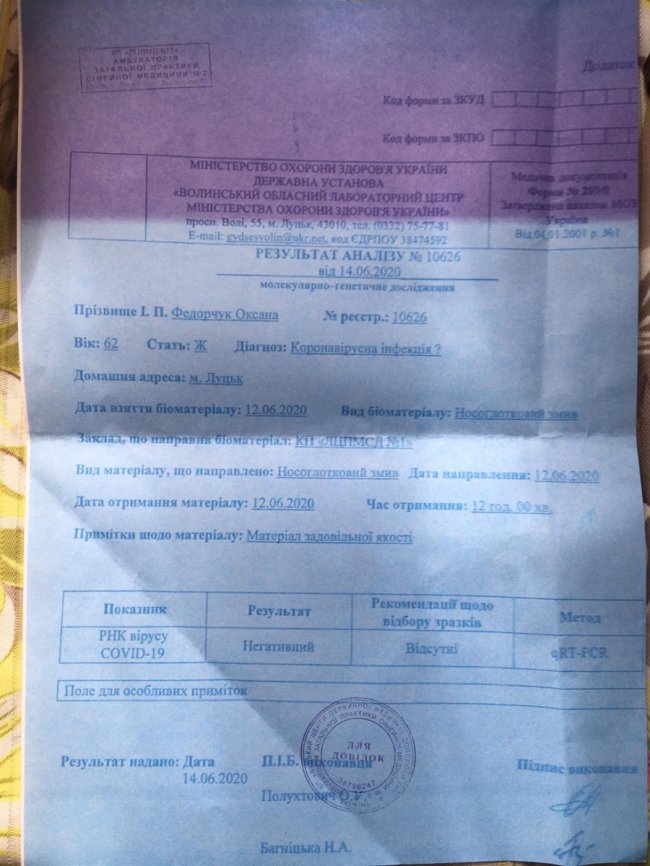 КП «ЛЦПМД №1»
АМБУЛАТОРІЯ
ЗАГАЛЬНОЇ ПРАКТИКИ
СІМЕЙНОЇ МЕДИЦИНИ №2
Додаток
Код форми за ЗКУД
Код форми за ЗКПО
МІНІСТЕРСТВО ОХОРОНИ ЗДОРОВ'Я УКРАЇНИ
ДЕРЖАВНА УСТАНОВА
«ВОЛИНСЬКИЙ ОБЛАСНИЙ ЛАБОРАТОРНИЙ ЦЕНТР
МІНІСТЕРСТВА ОХОРОНИ ЗДОРОВ'Я УКРАЇНИ»
просп. Волі, 55, м. Луцьк, 43010, тел. (0332) 75-77-81
E-mail: gvdsesvolin@ukr.net, код ЄДРПОУ 38474592
Медична документація
Форма № 209/0
Затверджена наказом МОЗ
України
Від 04.01.2001 р. №1
РЕЗУЛЬТАТ АНАЛІЗУ № 10626
від 14.06.2020
молекулярно–генетичне дослідження
Прізвище І. П. Федорчук Оксана № реєстр.: 10626
Вік: 62 Стать: Ж Діагноз: Коронавірусна інфекція ?
Домашня адреса: м. Луцьк
Дата взяття біоматеріалу: 12.06.2020 Вид біоматеріалу: Носоглотковий змив
Заклад, що направив біоматеріал: КП «ЛЦПМСД №1»
Вид матеріалу, що направлено: Носоглотковий змив Дата направлення: 12.06.2020
Дата отримання матеріалу: 12.06.2020 Час отримання: 12 год. 00 хв.
Примітки щодо матеріалу: Матеріал задовільної якості
Показник Результат Рекомендації щодо відбору зразків Метод
РНК вірусу COVID-19 Негативний Відсутні qRT-PCR
Поле для особливих приміток
ДЛЯ
ДОВІДОК
38736247
Результат надано: Дата П.І.Б. виконавця Підпис виконавця
14.06.2020
Полухтович О.У.
Багніцька Н.А.